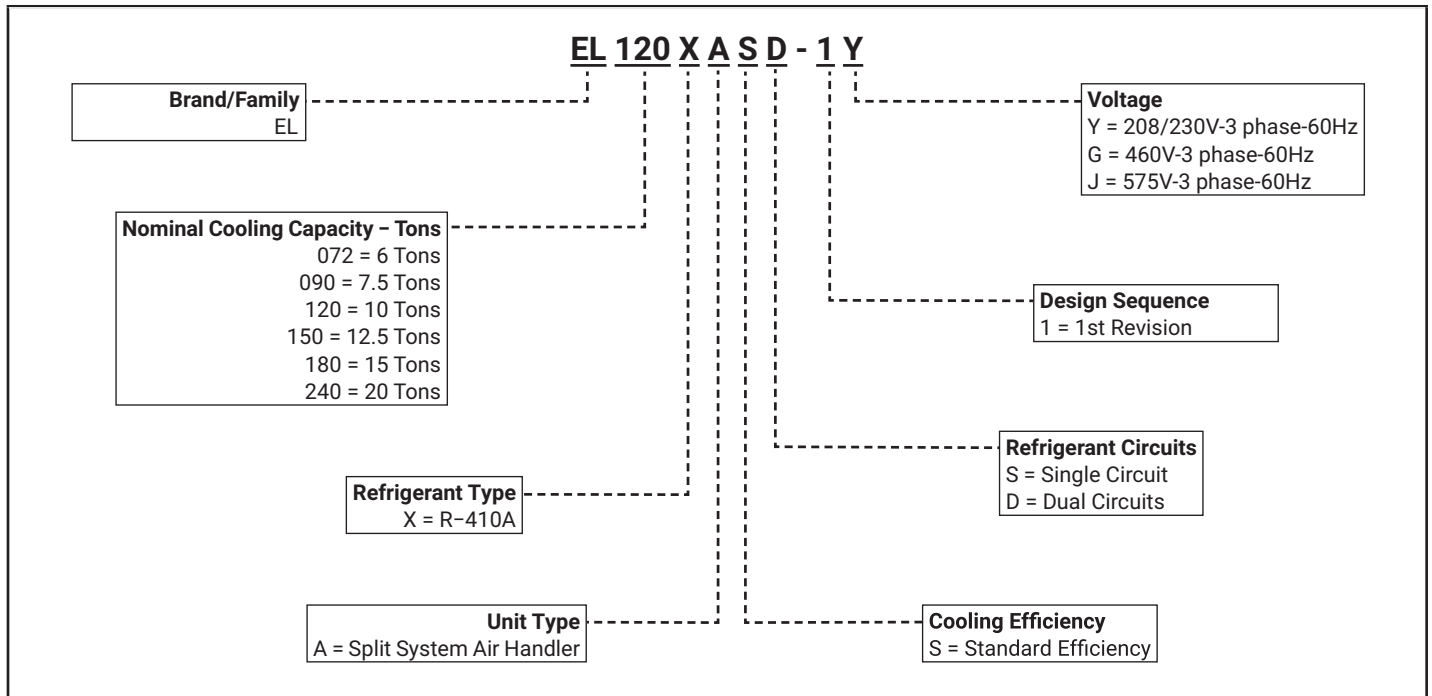 EL 120 X A S D - 1 Y
Brand/Family
EL
Voltage
Y = 208/230V-3 phase-60Hz
G = 460V-3 phase-60Hz
J = 575V-3 phase-60Hz
Nominal Cooling Capacity – Tons
072 = 6 Tons
090 = 7.5 Tons
120 = 10 Tons
150 = 12.5 Tons
180 = 15 Tons
240 = 20 Tons
Design Sequence
1 = 1st Revision
Refrigerant Circuits
S = Single Circuit
D = Dual Circuits
Refrigerant Type
X = R−410A
Unit Type
A = Split System Air Handler
Cooling Efficiency
S = Standard Efficiency